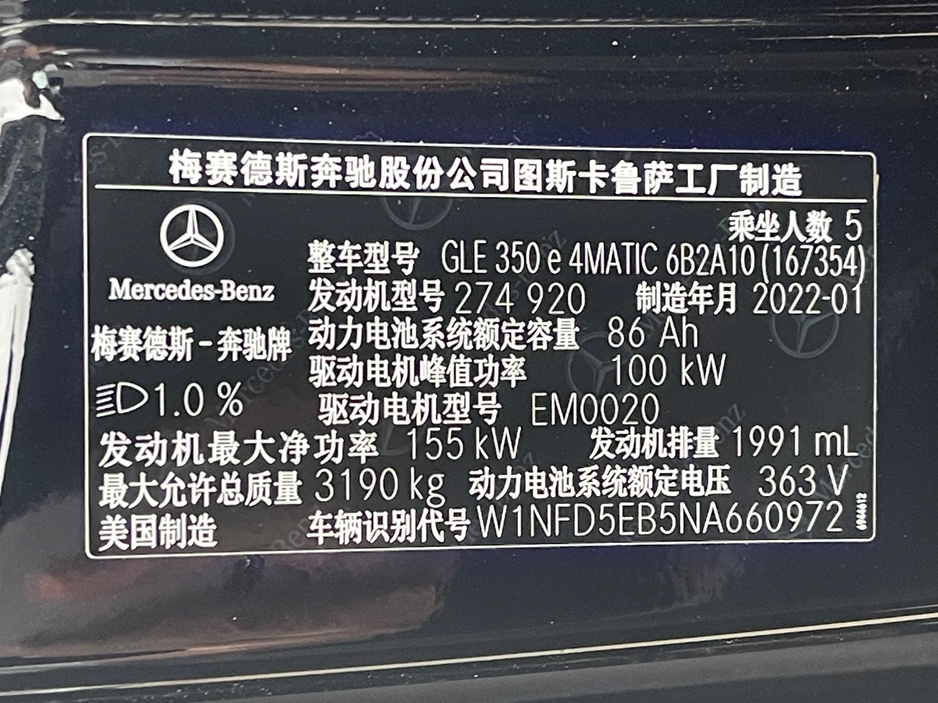 梅赛德斯奔驰股份公司图斯卡鲁萨工厂制造
乘坐人数 5
整车型号 GLE 350 e 4MATIC 6B2A10 (167354)
Mercedes-Benz
发动机型号 274 920 制造年月 2022-01
梅赛德斯-奔驰牌 动力电池系统额定容量 86 Ah
驱动电机峰值功率 100 kW
1.0 % 驱动电机型号 EM0020
发动机最大净功率 155 kW 发动机排量 1991 mL
最大允许总质量 3190 kg 动力电池系统额定电压 363 V
美国制造 车辆识别代号 W1NFD5EB5NA660972